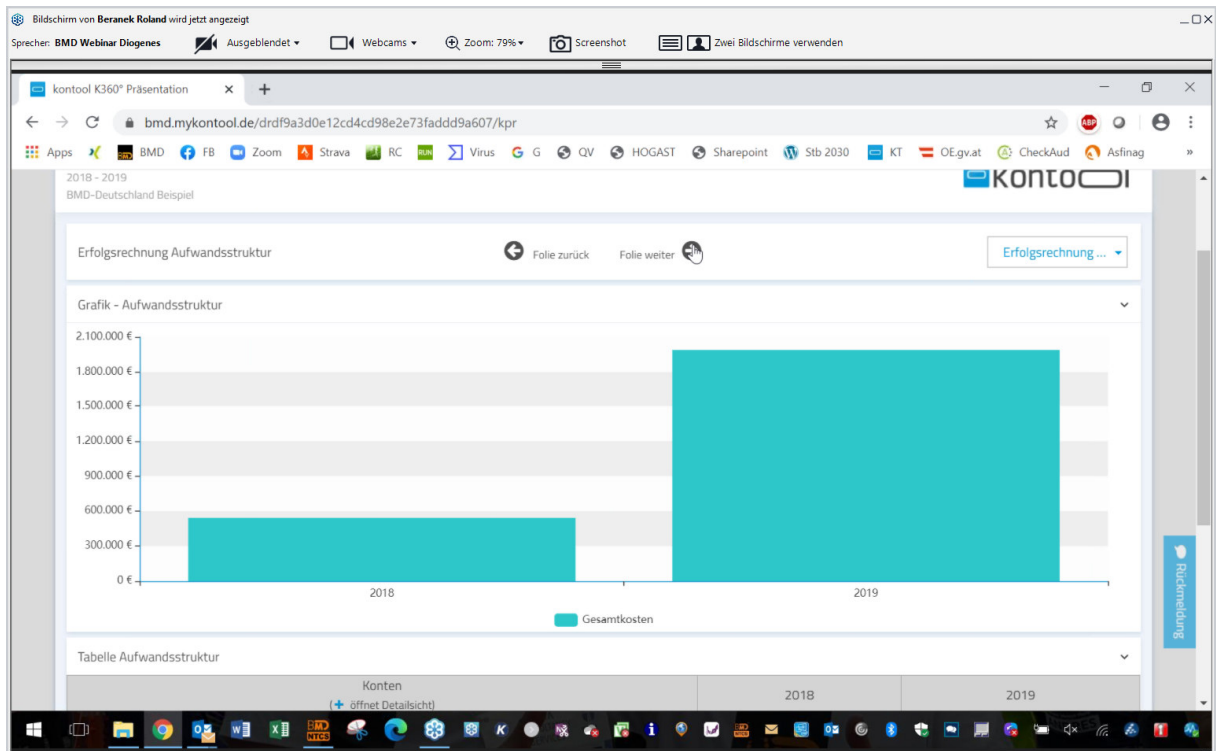 Bildschirm von Beranek Roland wird jetzt angezeigt
Sprecher: BMD Webinar Diogenes Ausgeblendet Webcams Zoom: 79% Screenshot Zwei Bildschirme verwenden
kontool K360° Präsentation
bmd.mykontool.de/drdf9a3d0e12cd4cd98e2e73faddd9a607/kpr ABP
Apps BMD FB Zoom Strava RC RUN Virus G QV HOGAST Sharepoint Stb 2030 KT OE.gv.at CheckAud Asfinag »
2018 - 2019
BMD-Deutschland Beispiel
kontool
Erfolgsrechnung Aufwandsstruktur Folie zurück Folie weiter Erfolgsrechnung ...
Grafik - Aufwandsstruktur
2.100.000 €
1.800.000 €
1.500.000 €
1.200.000 €
900.000 €
600.000 €
300.000 €
0 €
2018 2019
Gesamtkosten
Rückmeldung
Tabelle Aufwandsstruktur
Konten
(+ öffnet Detailsicht)
2018 2019
BMD
NTCS